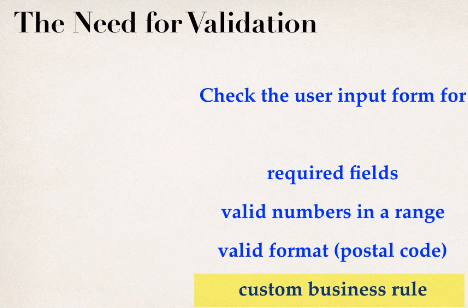 The Need for Validation
Check the user input form for
required fields
valid numbers in a range
valid format (postal code)
custom business rule